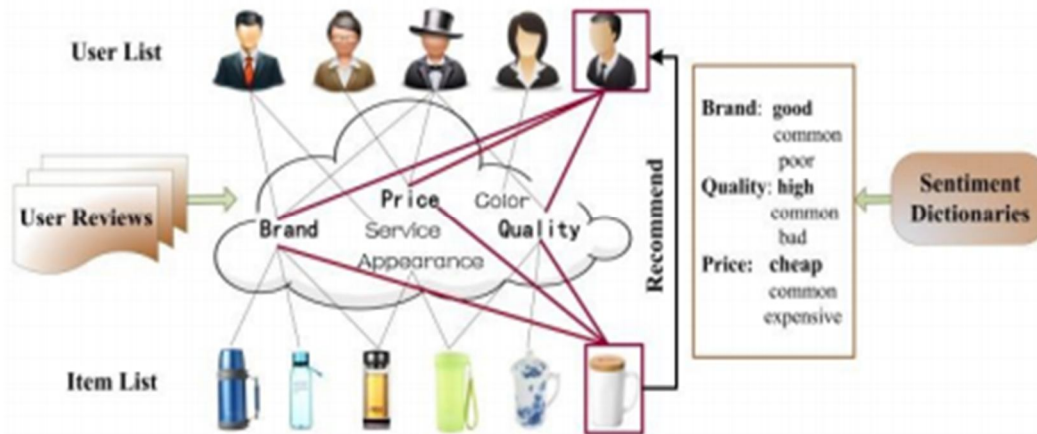 User List
User Reviews
Brand
Price
Color
Service
Quality
Appearance
Item List
Recommend
Brand: good
common
poor
Quality: high
common
bad
Price: cheap
common
expensive
Sentiment
Dictionaries